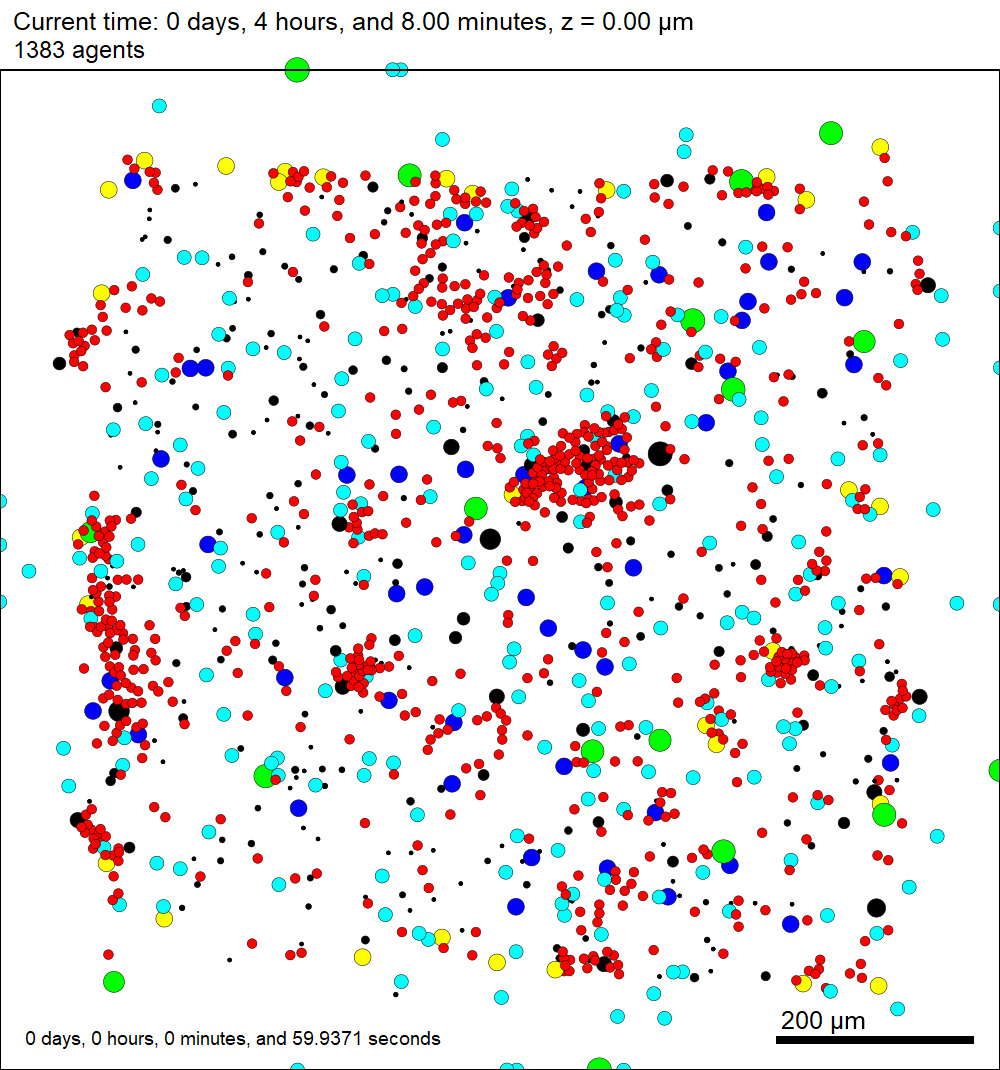 Current time: 0 days, 4 hours, and 8.00 minutes, z = 0.00 µm
1383 agents
200 µm
0 days, 0 hours, 0 minutes, and 59.9371 seconds